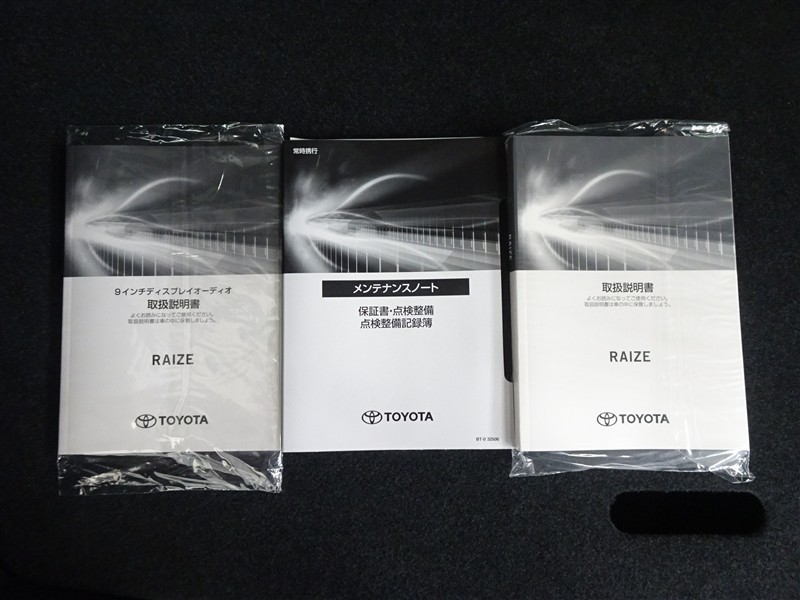 9インチディスプレイオーディオ
取扱説明書
よくお読みになってご使用ください。
取扱説明書は車の中に保管しましょう。
RAIZE
TOYOTA
常時携行
メンテナンスノート
保証書・点検整備
点検整備記録簿
TOYOTA
RAIZE
取扱説明書
よくお読みになってご使用ください。
取扱説明書は車の中に保管しましょう。
RAIZE
TOYOTA